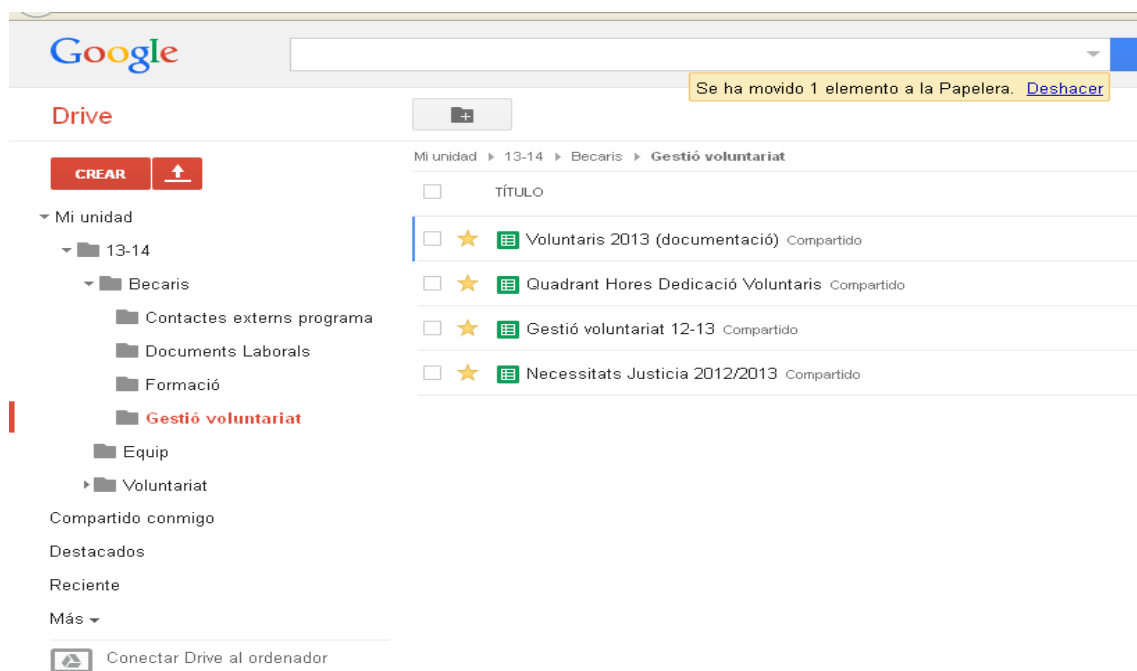 Google
Se ha movido 1 elemento a la Papelera. Deshacer
Drive
Mi unidad 13-14 Becaris Gestió voluntariat
CREAR
TÍTULO
Mi unidad
13-14
Becaris
Contactes externs programa
Documents Laborals
Formació
Gestió voluntariat
Equip
Voluntariat
Compartido conmigo
Destacados
Reciente
Más
Conectar Drive al ordenador
Voluntaris 2013 (documentació) Compartido
Quadrant Hores Dedicació Voluntaris Compartido
Gestió voluntariat 12-13 Compartido
Necessitats Justicia 2012/2013 Compartido